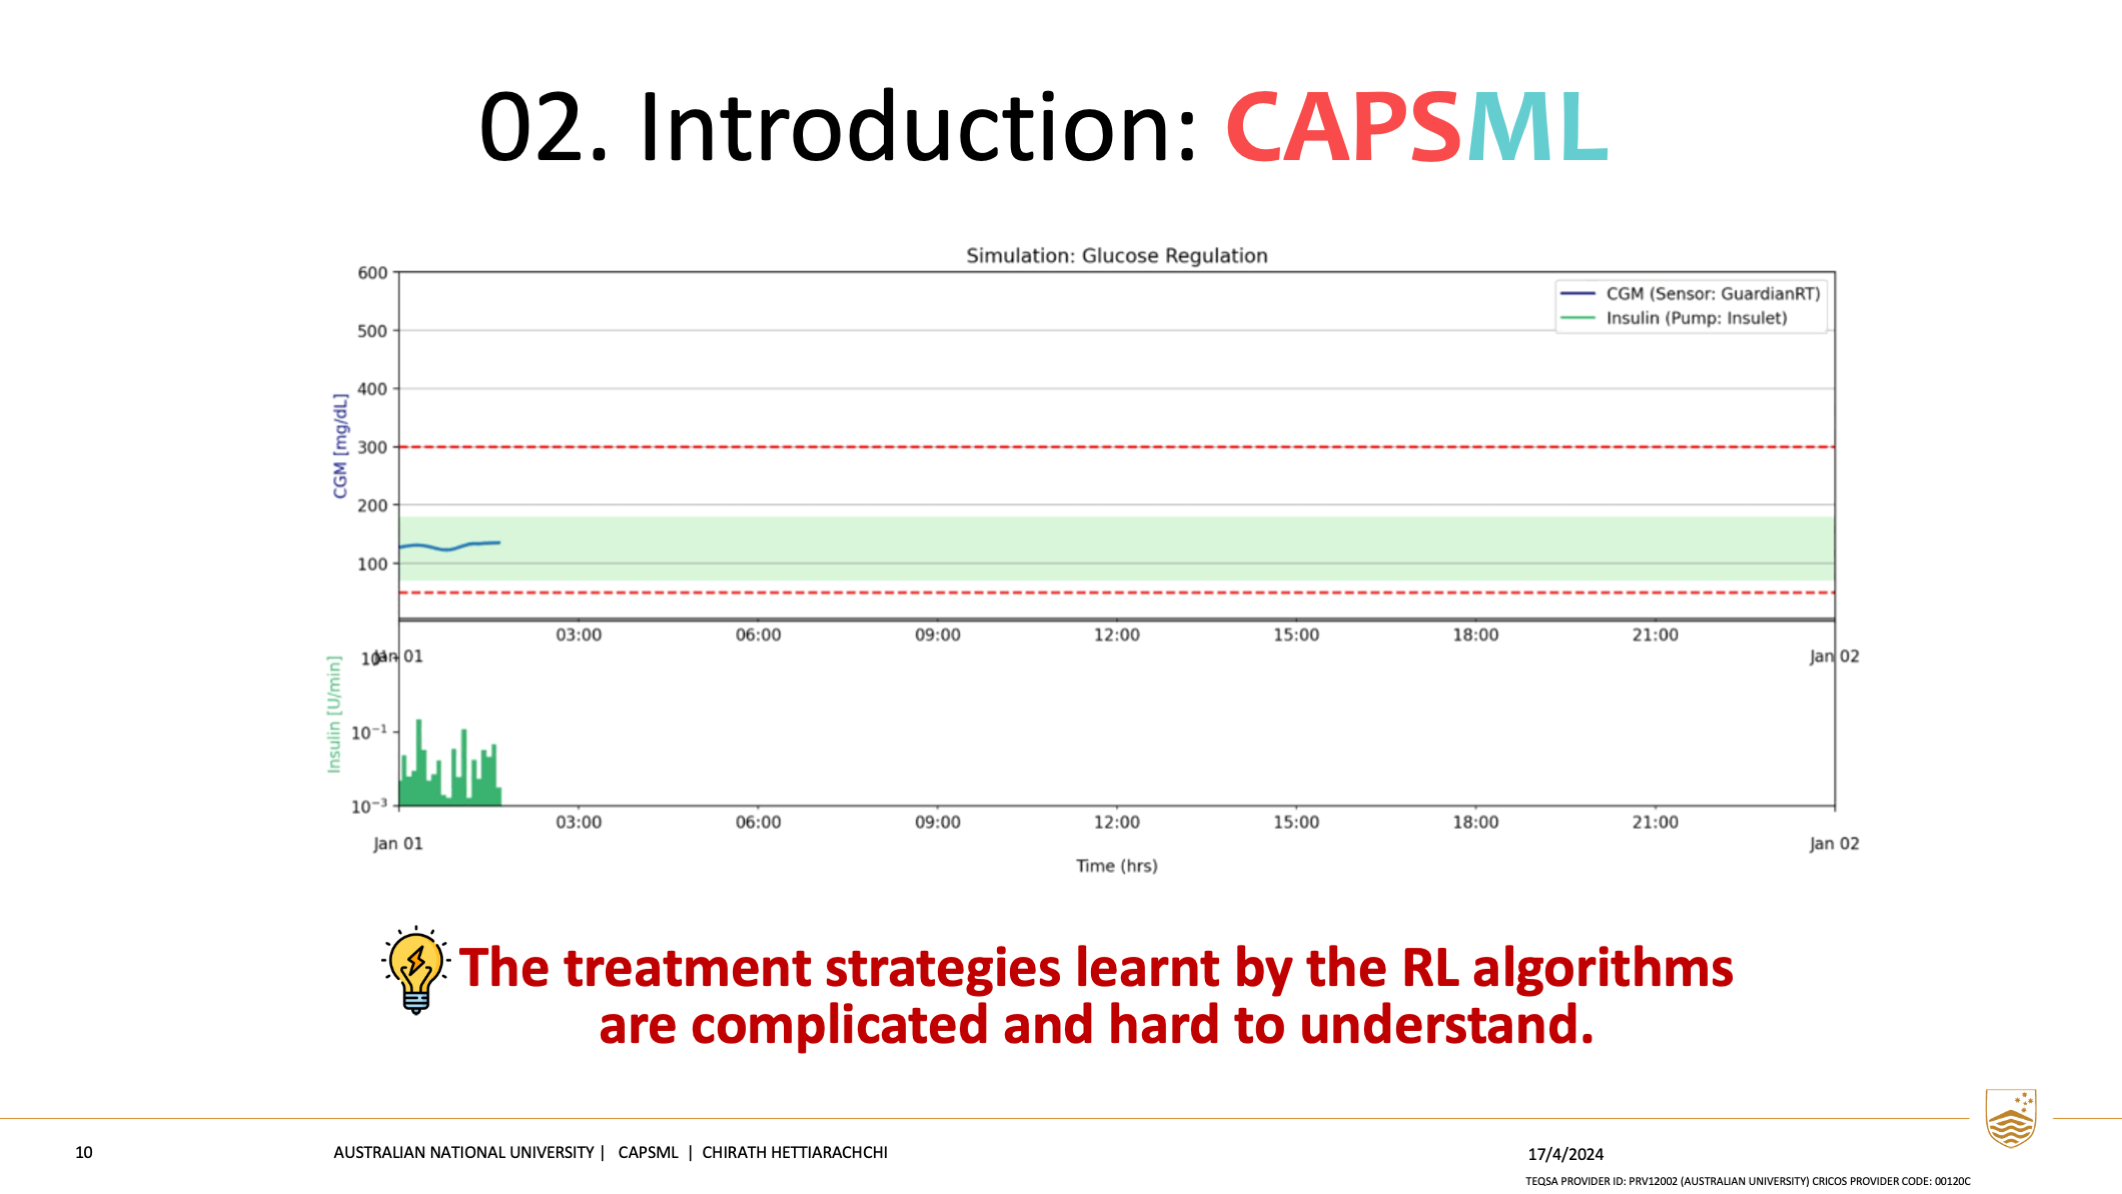 02. Introduction: CAPSML
Simulation: Glucose Regulation
CGM (Sensor: GuardianRT)
Insulin (Pump: Insulet)
CGM [mg/dL]
600
500
400
300
200
100
03:00 06:00 09:00 12:00 15:00 18:00 21:00
Jan 01 Jan 02
Insulin [U/min]
10⁻¹
10⁻³
03:00 06:00 09:00 12:00 15:00 18:00 21:00
Jan 01 Jan 02
Time (hrs)
The treatment strategies learnt by the RL algorithms
are complicated and hard to understand.
10 AUSTRALIAN NATIONAL UNIVERSITY | CAPSML | CHIRATH HETTIARACHCHI 17/4/2024
TEQSA PROVIDER ID: PRV12002 (AUSTRALIAN UNIVERSITY) CRICOS PROVIDER CODE: 00120C